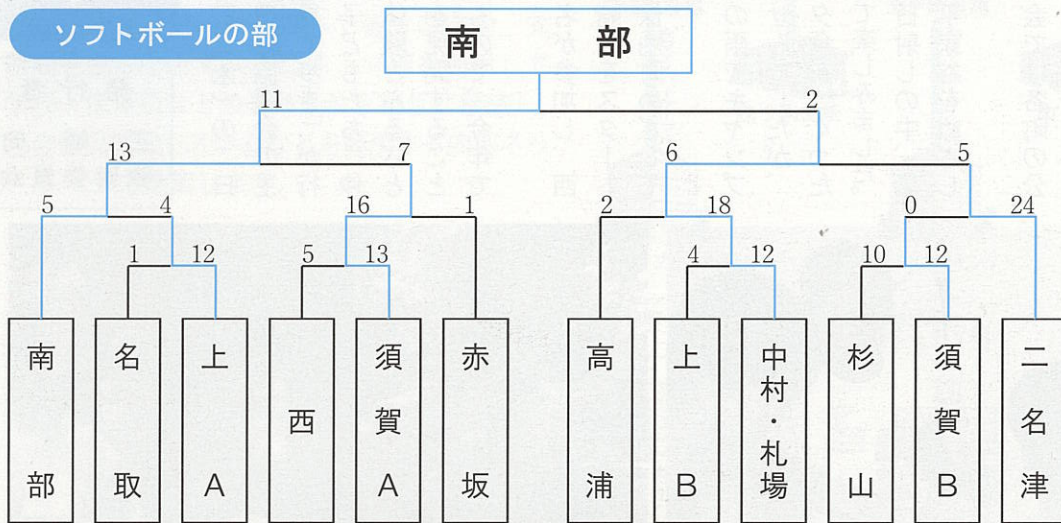 ソフトボールの部
南部
11 2
13 7 6 5
5 4 16 1 2 18 0 24
1 12 5 13 4 12 10 12
南部
名取
上A
西
須賀A
赤坂
高浦
上B
中村・札場
杉山
須賀B
二名津